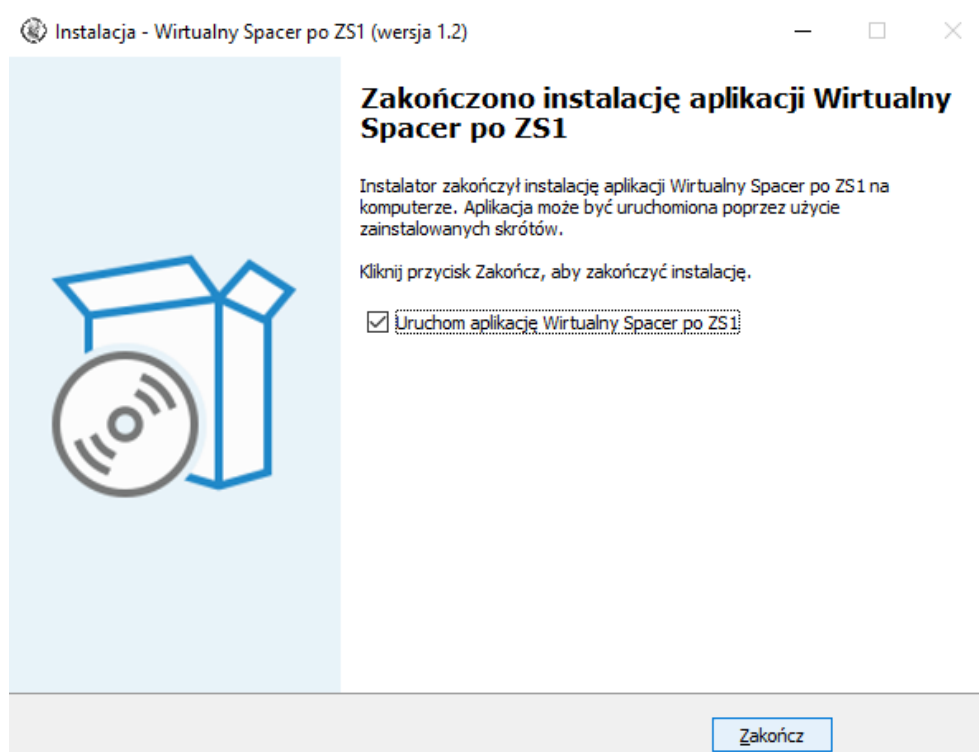 Instalacja - Wirtualny Spacer po ZS1 (wersja 1.2)
Zakończono instalację aplikacji Wirtualny
Spacer po ZS1
Instalator zakończył instalację aplikacji Wirtualny Spacer po ZS1 na
komputerze. Aplikacja może być uruchomiona poprzez użycie
zainstalowanych skrótów.
Kliknij przycisk Zakończ, aby zakończyć instalację.
Uruchom aplikację Wirtualny Spacer po ZS1
Zakończ